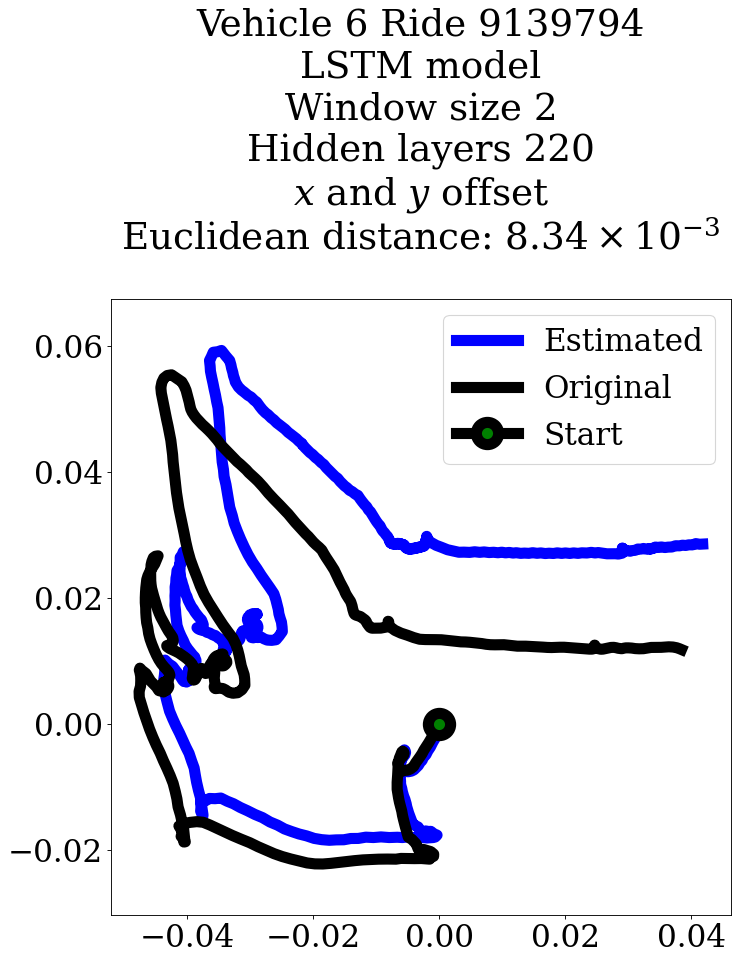 Vehicle 6 Ride 9139794
LSTM model
Window size 2
Hidden layers 220
x and y offset
Euclidean distance: 8.34 × 10⁻³
Estimated
Original
Start
0.06
0.04
0.02
0.00
−0.02
−0.04 −0.02 0.00 0.02 0.04